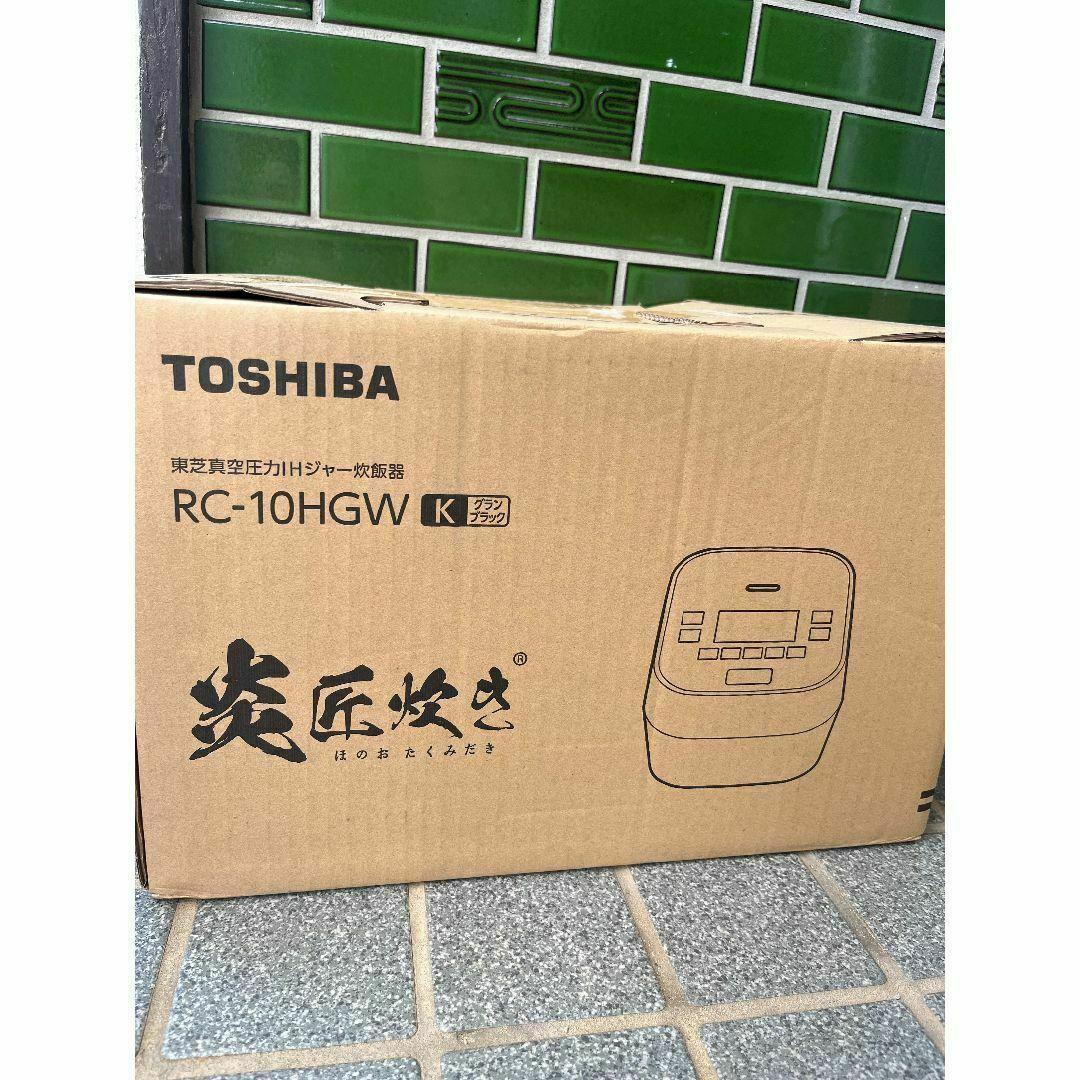 TOSHIBA
東芝真空圧力IHジャー炊飯器
RC-10HGW K グラン
ブラック
炎匠炊き®
ほのおたくみだき